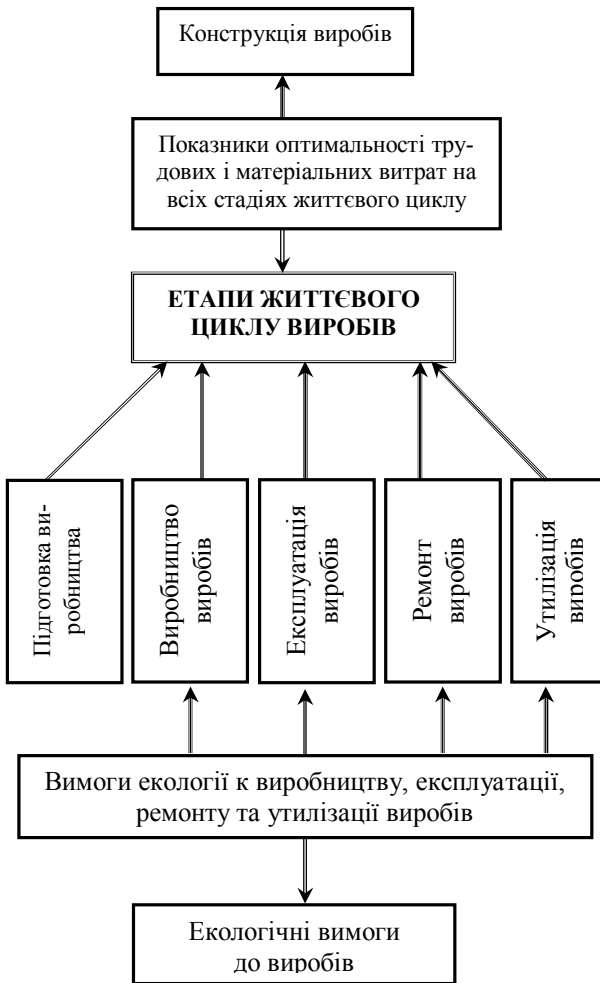 Конструкція виробів
Показники оптимальності тру-
дових і матеріальних витрат на
всіх стадіях життєвого циклу
ЕТАПИ ЖИТТЄВОГО
ЦИКЛУ ВИРОБІВ
Підготовка ви-
робництва
Виробництво
виробів
Експлуатація
виробів
Ремонт
виробів
Утилізація
виробів
Вимоги екології к виробництву, експлуатації,
ремонту та утилізації виробів
Екологічні вимоги
до виробів